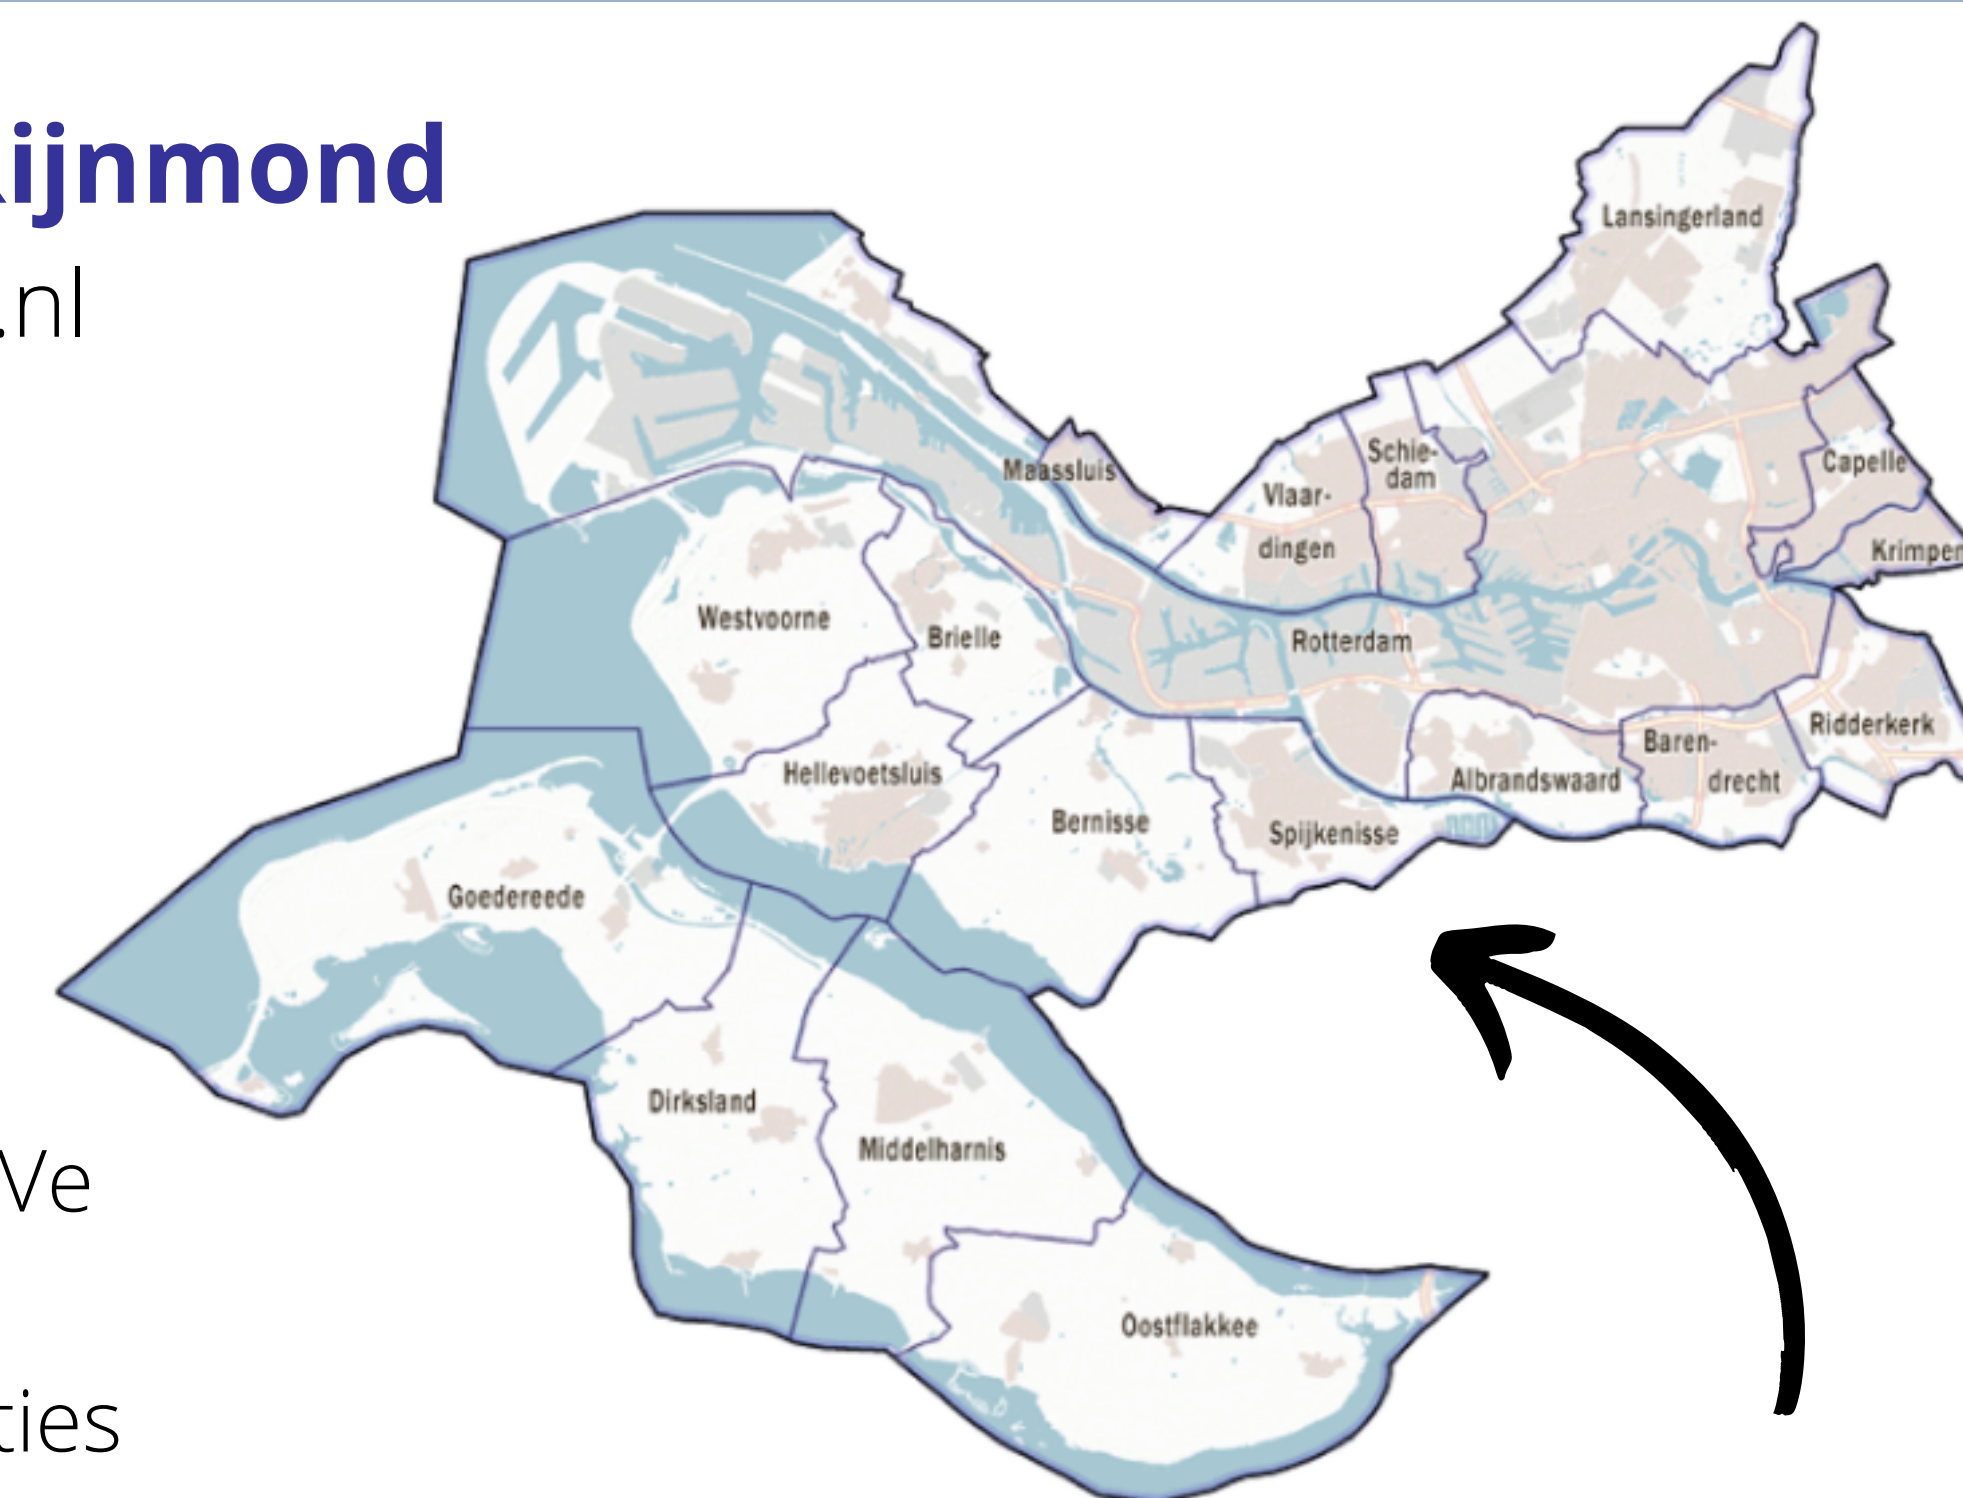 ijnmond
.nl
Lansingerland
Maassluis
Schie-
dam
Capelle
Vlaar-
dingen
Krimpen
Westvoorne
Brielle
Rotterdam
Ridderkerk
Baren-
drecht
Hellevoetsluis
Albrandswaard
Bernisse
Spijkenisse
Goedereede
Dirksland
Middelharnis
Ve
Oostflakkee
ties